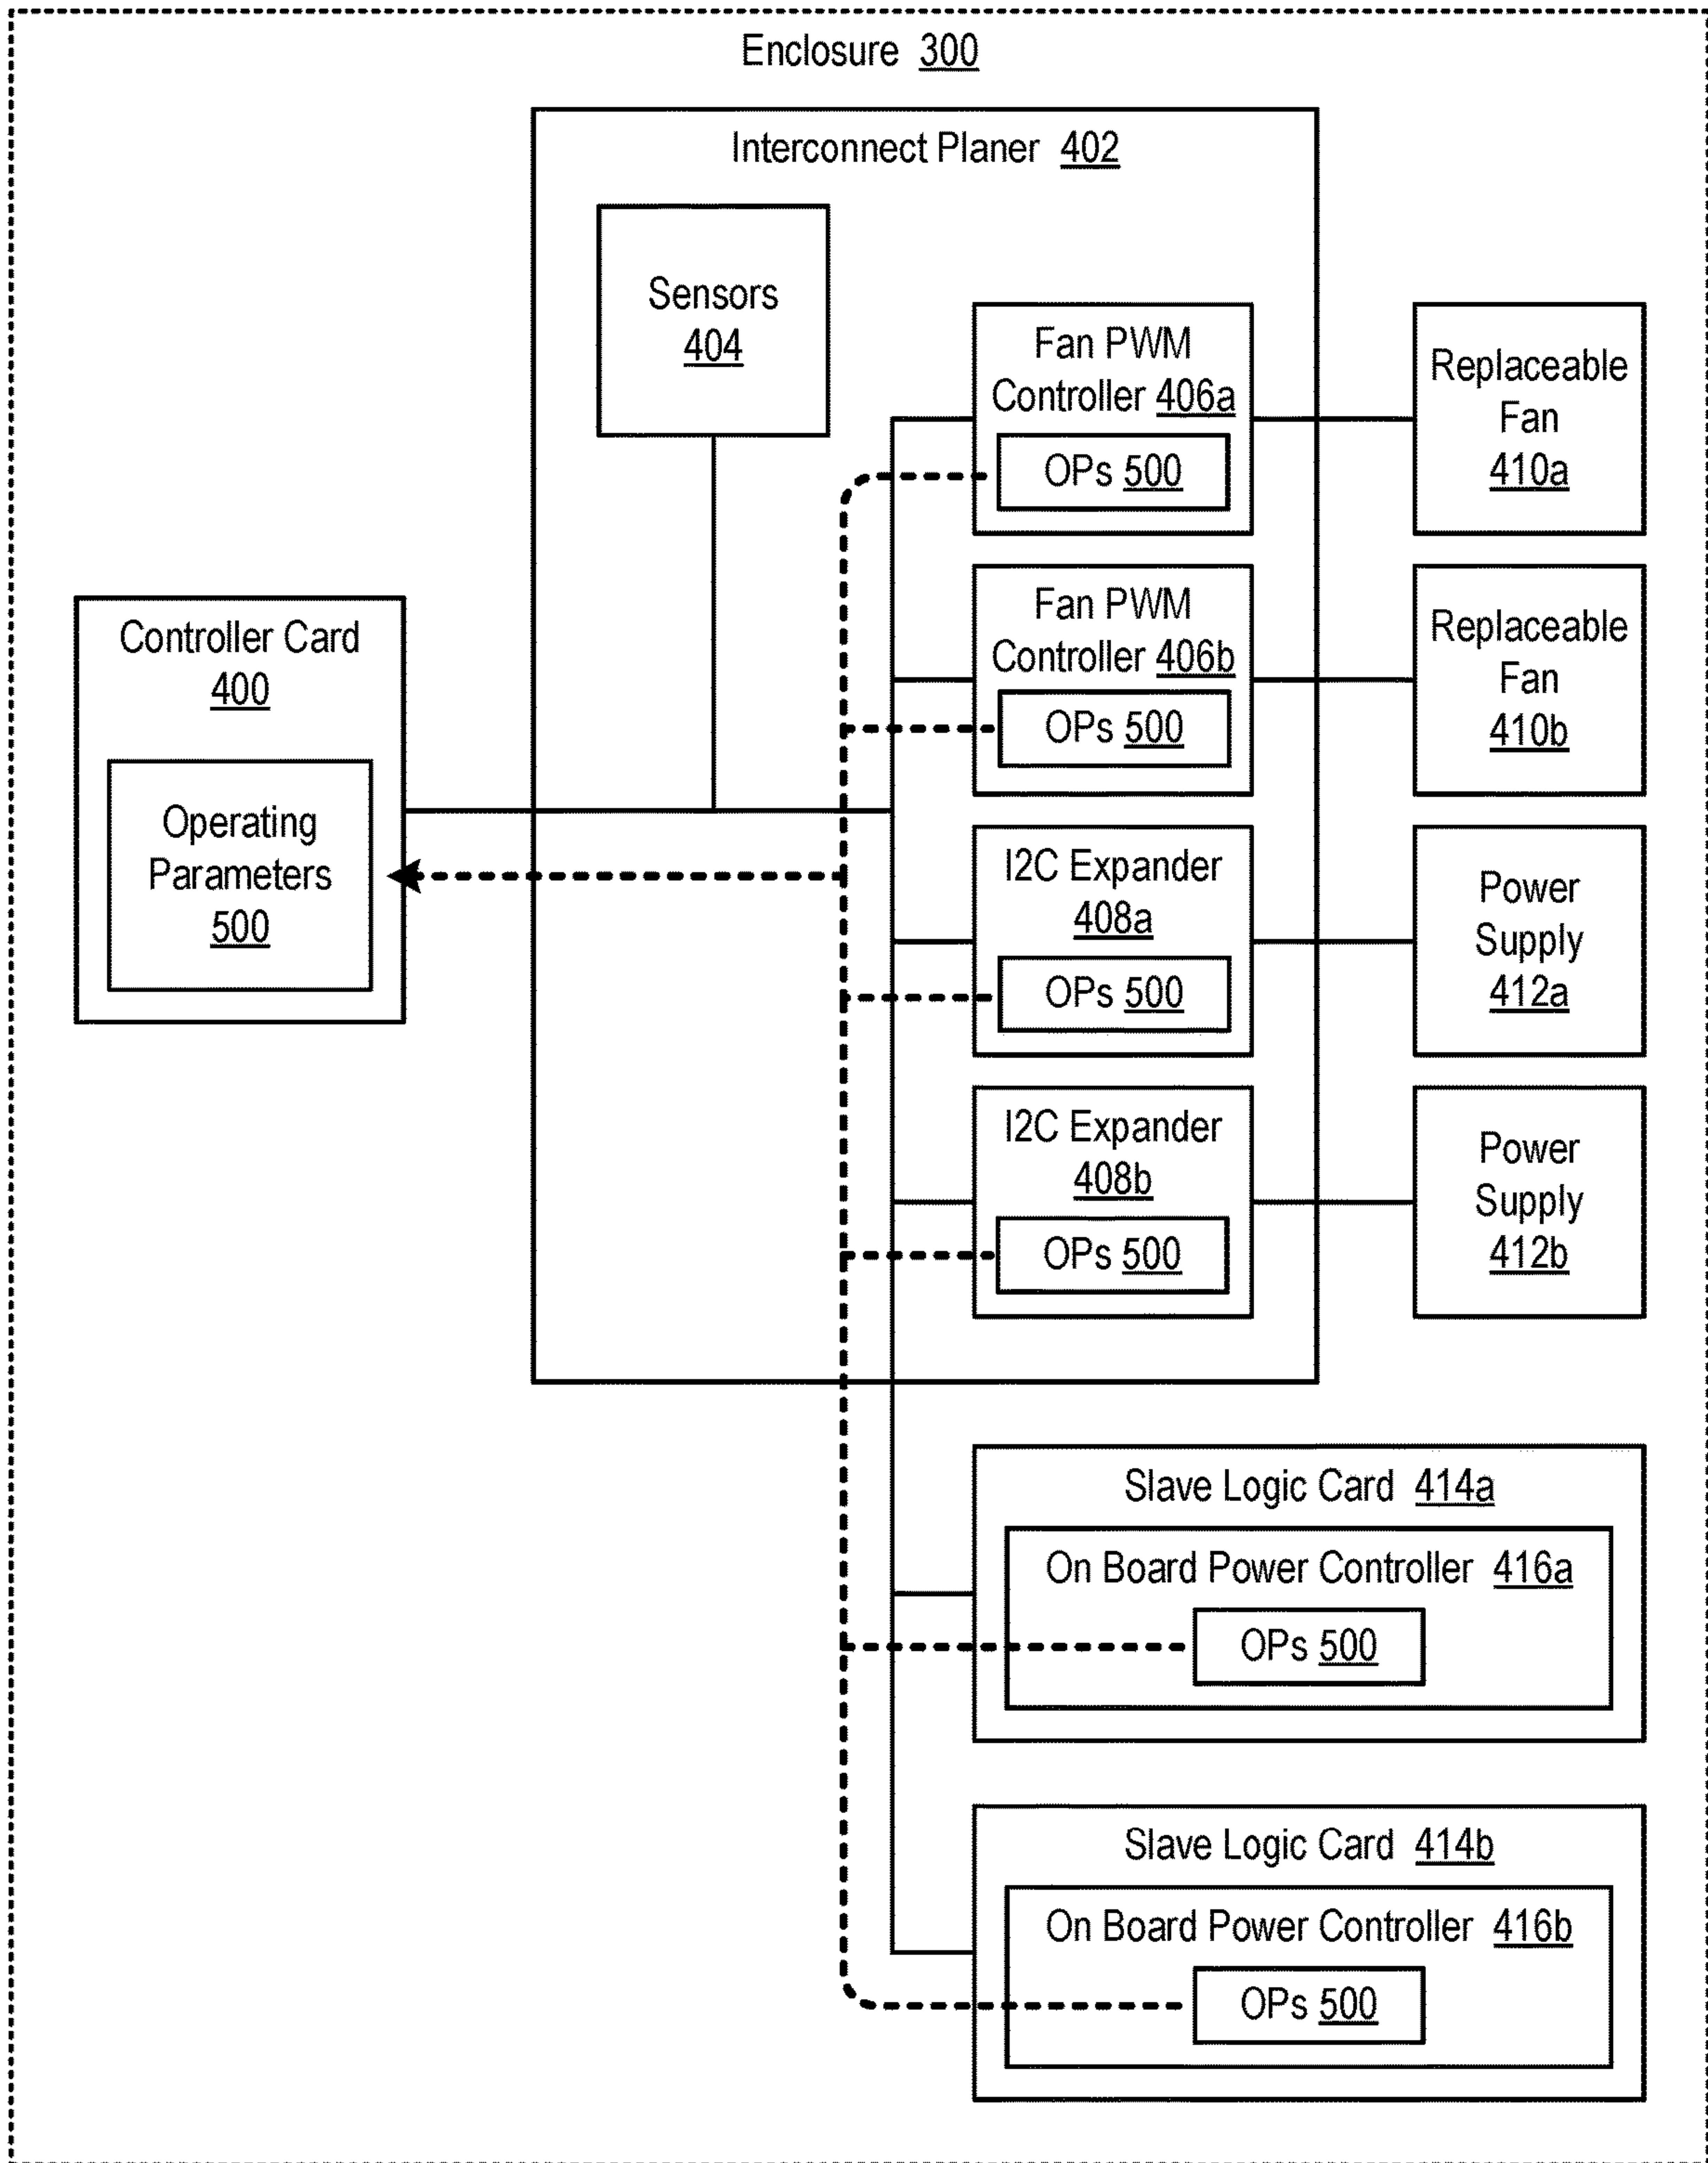 Enclosure 300
Interconnect Planer 402
Sensors
404
Fan PWM
Controller 406a
OPs 500
Replaceable
Fan
410a
Controller Card
400
Operating
Parameters
500
Fan PWM
Controller 406b
OPs 500
Replaceable
Fan
410b
I2C Expander
408a
OPs 500
Power
Supply
412a
I2C Expander
408b
OPs 500
Power
Supply
412b
Slave Logic Card 414a
On Board Power Controller 416a
OPs 500
Slave Logic Card 414b
On Board Power Controller 416b
OPs 500